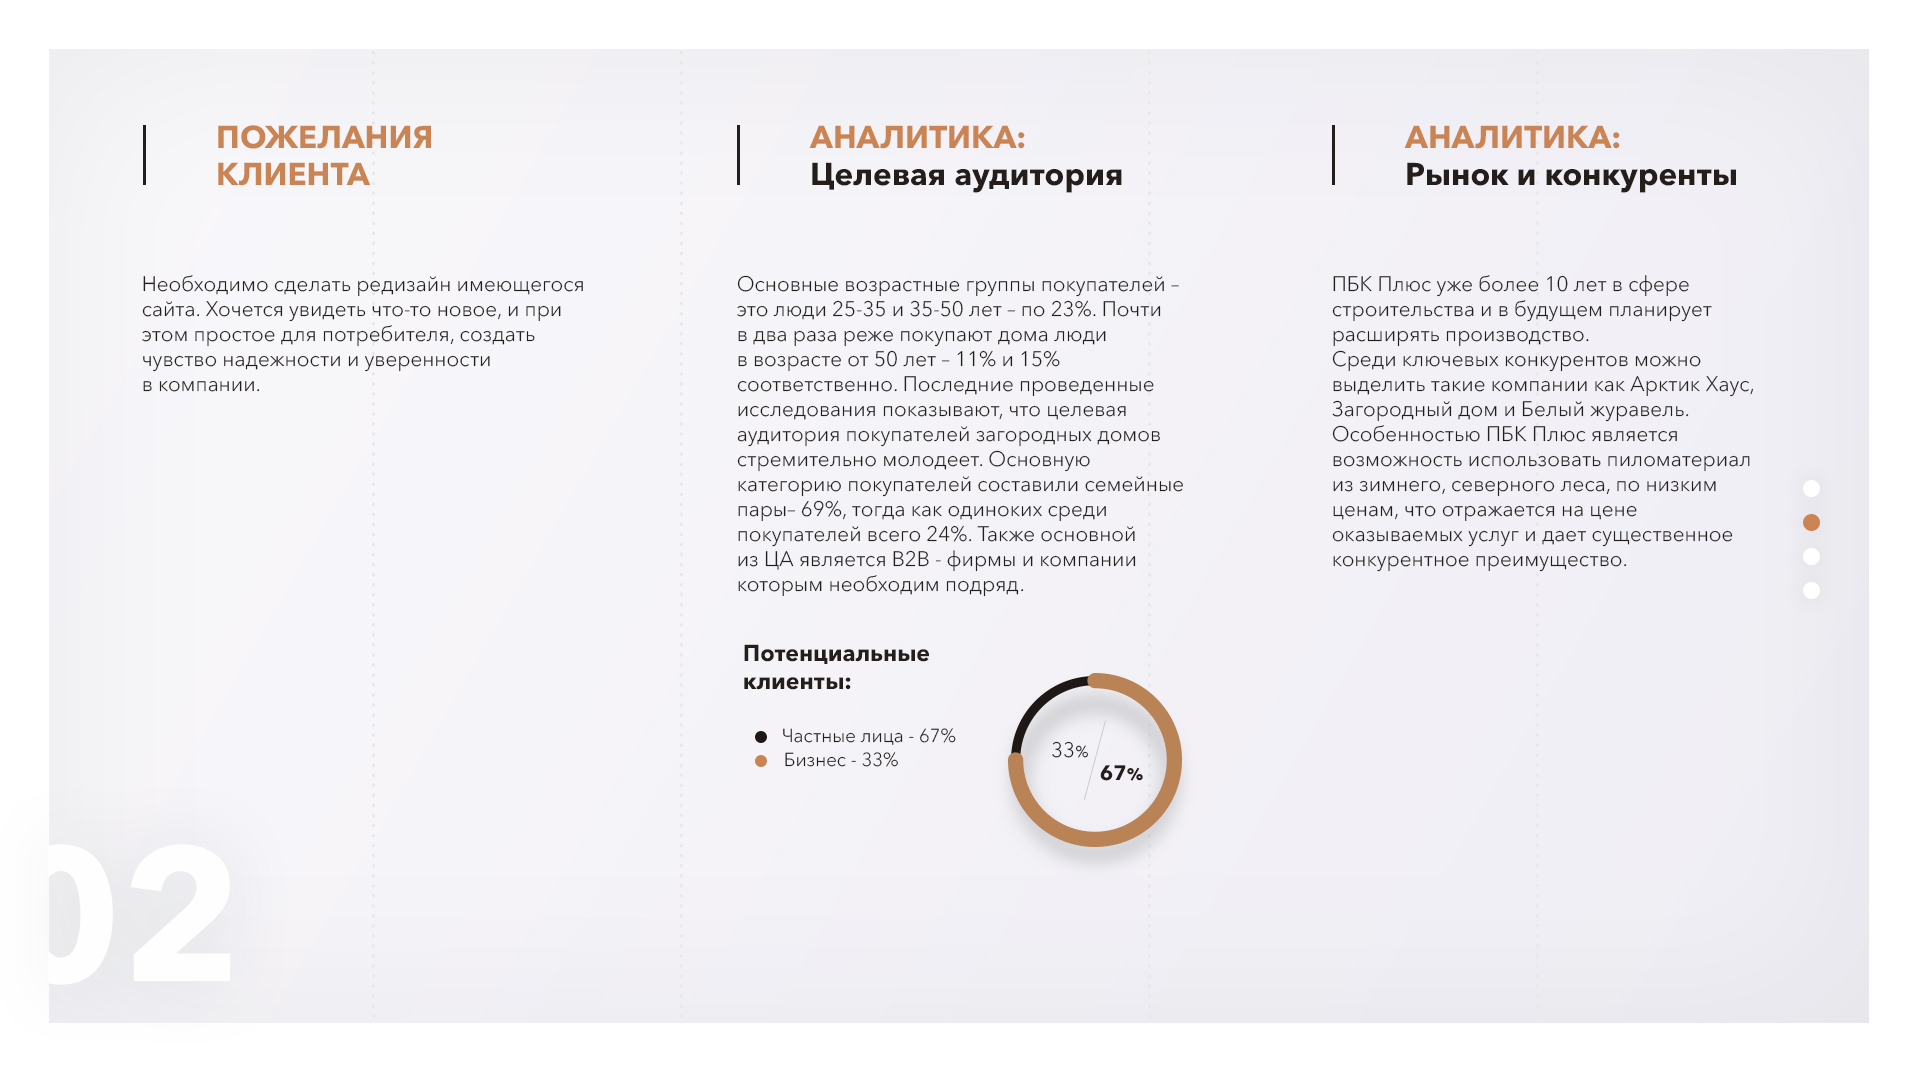 ПОЖЕЛАНИЯ
КЛИЕНТА
Необходимо сделать редизайн имеющегося
сайта. Хочется увидеть что-то новое, и при
этом простое для потребителя, создать
чувство надежности и уверенности
в компании.
АНАЛИТИКА:
Целевая аудитория
Основные возрастные группы покупателей –
это люди 25-35 и 35-50 лет – по 23%. Почти
в два раза реже покупают дома люди
в возрасте от 50 лет – 11% и 15%
соответственно. Последние проведенные
исследования показывают, что целевая
аудитория покупателей загородных домов
стремительно молодеет. Основную
категорию покупателей составили семейные
пары– 69%, тогда как одиноких среди
покупателей всего 24%. Также основной
из ЦА является B2B - фирмы и компании
которым необходим подряд.
Потенциальные
клиенты:
Частные лица - 67%
Бизнес - 33%
33%
67%
АНАЛИТИКА:
Рынок и конкуренты
ПБК Плюс уже более 10 лет в сфере
строительства и в будущем планирует
расширять производство.
Среди ключевых конкурентов можно
выделить такие компании как Арктик Хаус,
Загородный дом и Белый журавель.
Особенностью ПБК Плюс является
возможность использовать пиломатериал
из зимнего, северного леса, по низким
ценам, что отражается на цене
оказываемых услуг и дает существенное
конкурентное преимущество.
02